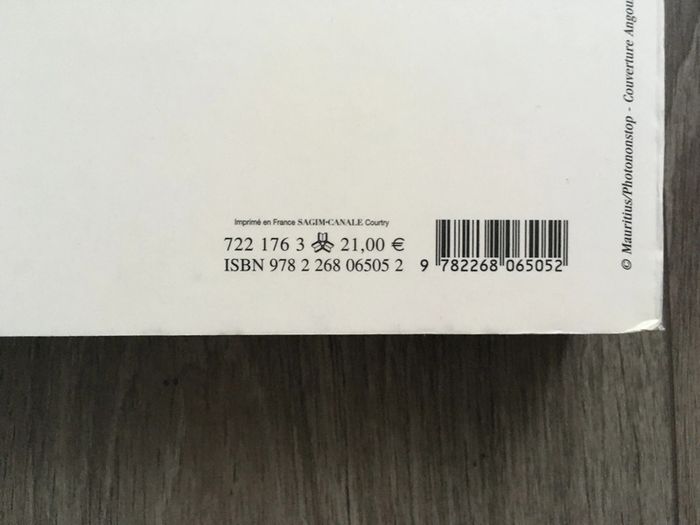 Imprimé en France SAGIM•CANALE Courtry
722 176 3 21,00 €
ISBN 978 2 268 06505 2
9 782268 065052
© Mauritius/Photononstop - Couverture